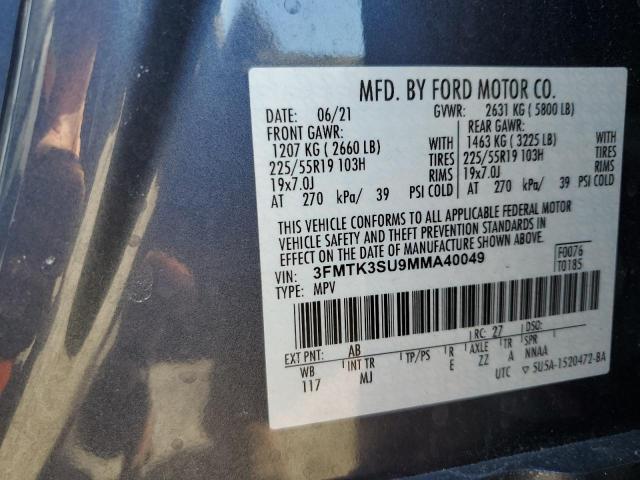 MFD. BY FORD MOTOR CO.
DATE: 06/21 GVWR: 2631 KG ( 5800 LB)
FRONT GAWR: REAR GAWR:
1207 KG ( 2660 LB) WITH 1463 KG ( 3225 LB) WITH
225/55R19 103H TIRES 225/55R19 103H TIRES
19x7.0J RIMS 19x7.0J RIMS
AT 270 kPa/ 39 PSI COLD AT 270 kPa/ 39 PSI COLD
THIS VEHICLE CONFORMS TO ALL APPLICABLE FEDERAL MOTOR
VEHICLE SAFETY AND THEFT PREVENTION STANDARDS IN
EFFECT ON THE DATE OF MANUFACTURE SHOWN ABOVE.
VIN: 3FMTK3SU9MMA40049 F0076
TYPE: MPV T0185
RC: 27 DSO:
EXT PNT: AB
WB INT TR TP/PS R AXLE TR SPR
117 MJ E ZZ A NNAA
UTC ▽ 5U5A-1520472-BA